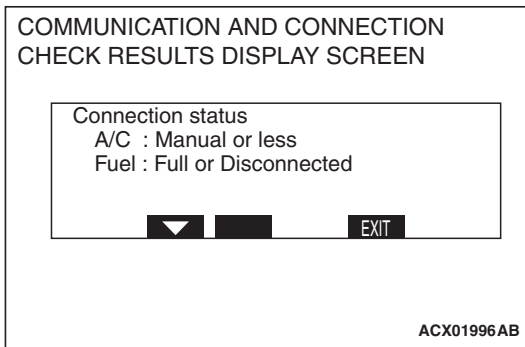 COMMUNICATION AND CONNECTION
CHECK RESULTS DISPLAY SCREEN
Connection status
A/C : Manual or less
Fuel : Full or Disconnected
EXIT
ACX01996AB